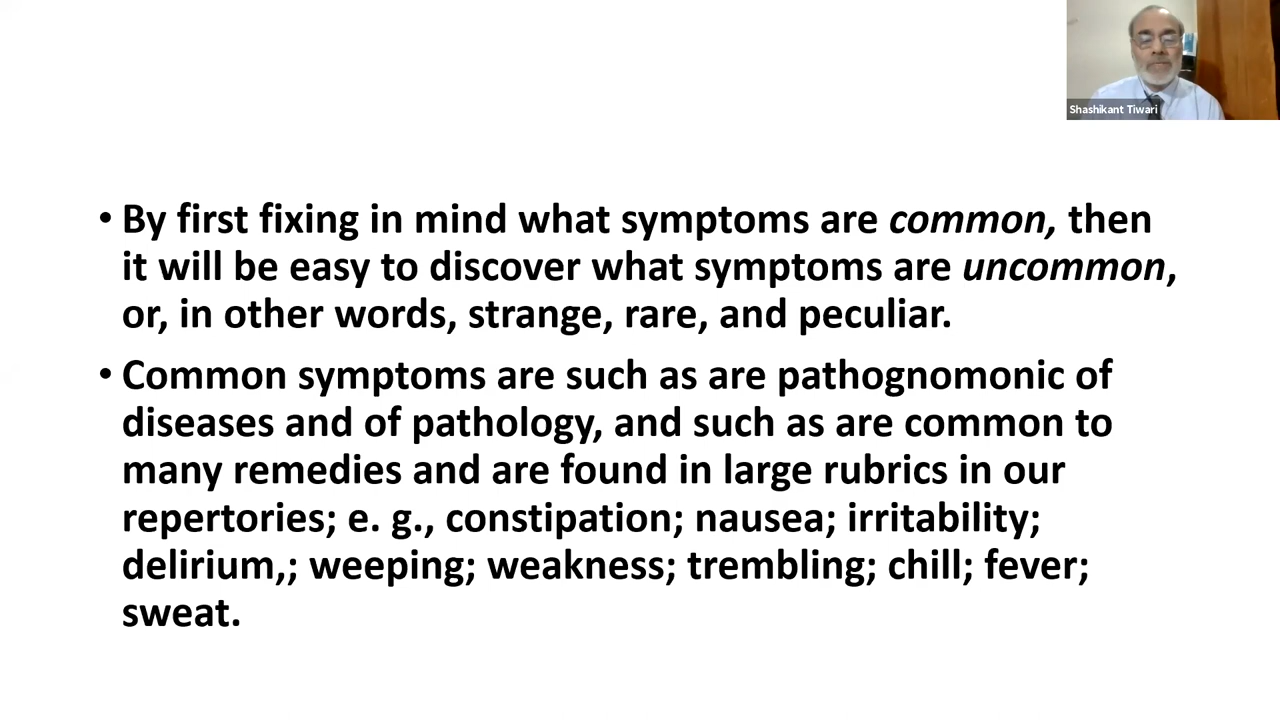 Shashikant Tiwari
• By first fixing in mind what symptoms are common, then
it will be easy to discover what symptoms are uncommon,
or, in other words, strange, rare, and peculiar.
• Common symptoms are such as are pathognomonic of
diseases and of pathology, and such as are common to
many remedies and are found in large rubrics in our
repertories; e. g., constipation; nausea; irritability;
delirium,; weeping; weakness; trembling; chill; fever;
sweat.